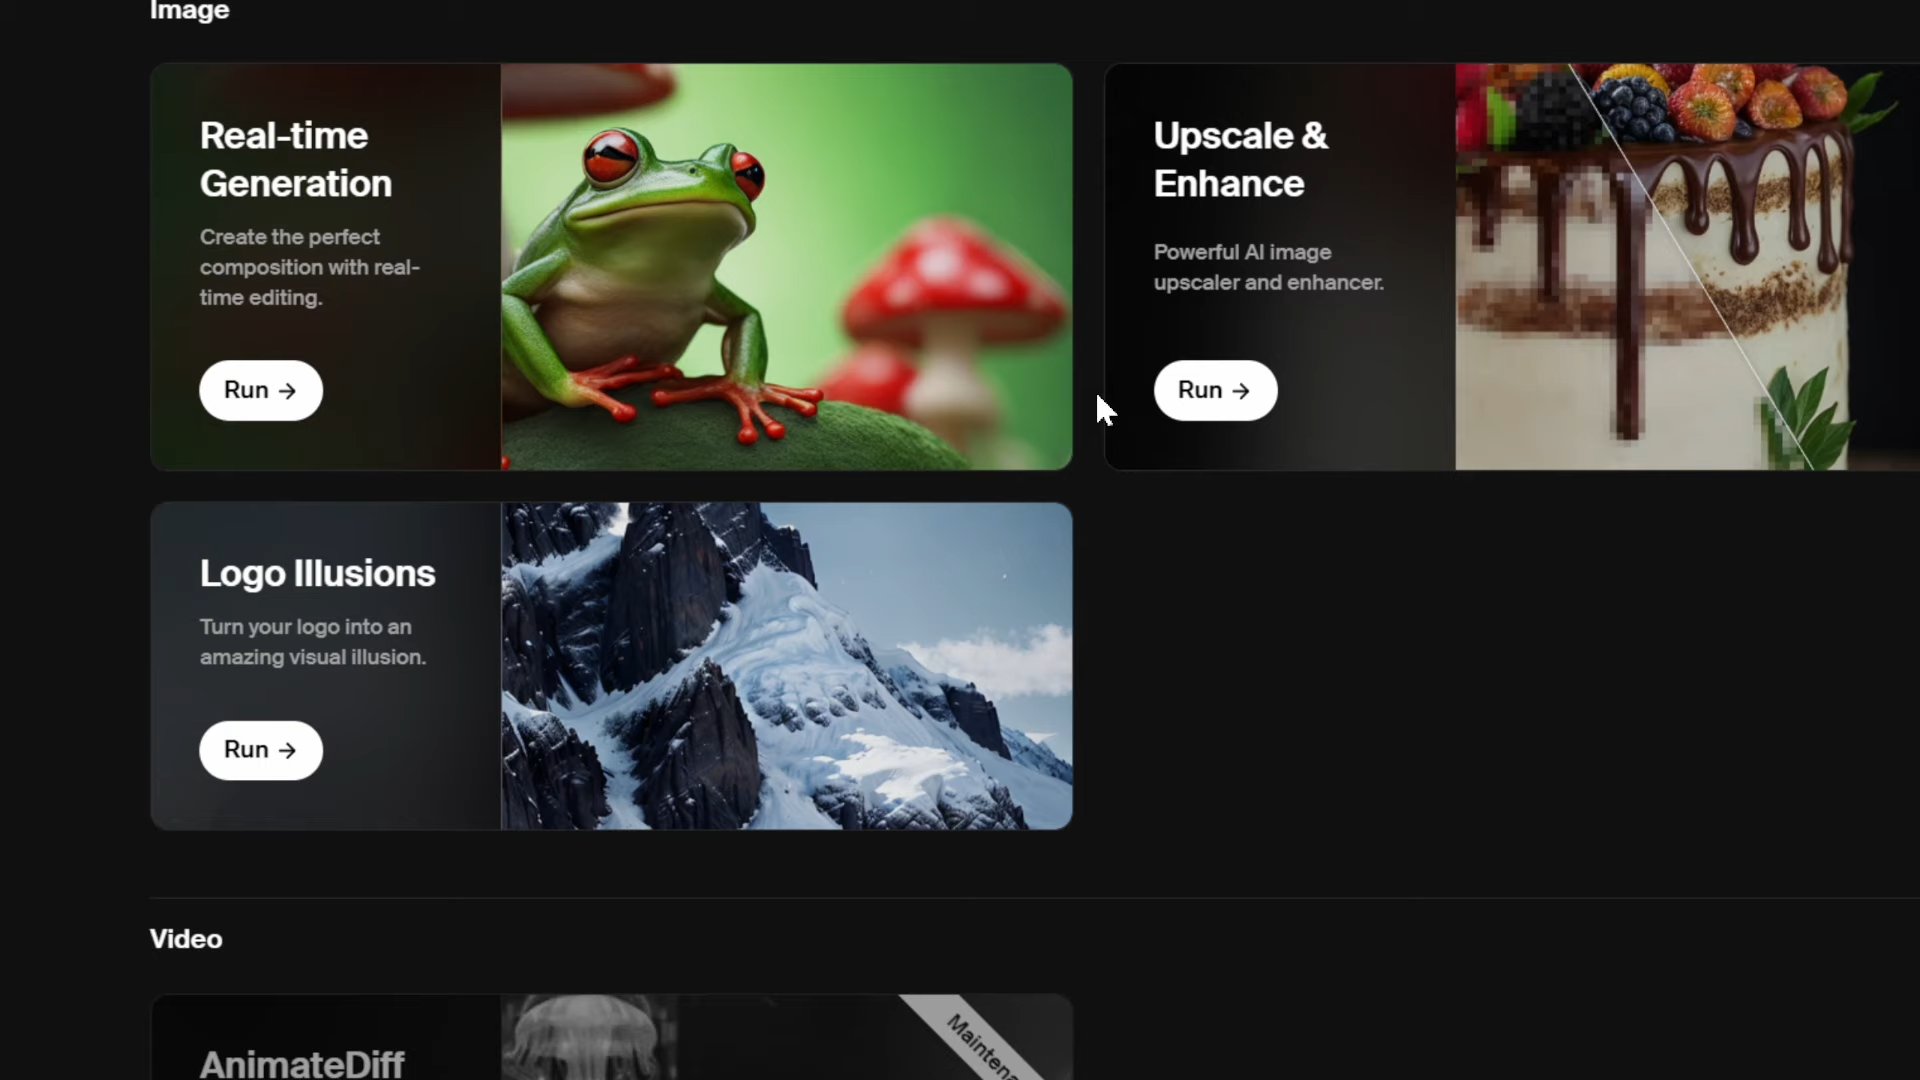 Image
Real-time
Generation
Create the perfect
composition with real-
time editing.
Run →
Upscale &
Enhance
Powerful AI image
upscaler and enhancer.
Run →
Logo Illusions
Turn your logo into an
amazing visual illusion.
Run →
Video
AnimateDiff